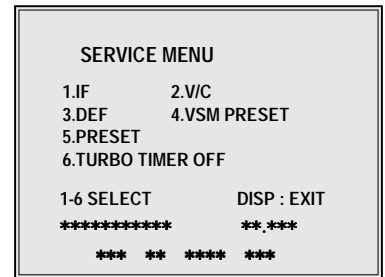 SERVICE MENU
1.IF 2.V/C
3.DEF 4.VSM PRESET
5.PRESET
6.TURBO TIMER OFF
1-6 SELECT DISP : EXIT
*********** **.***
*** ** **** ***